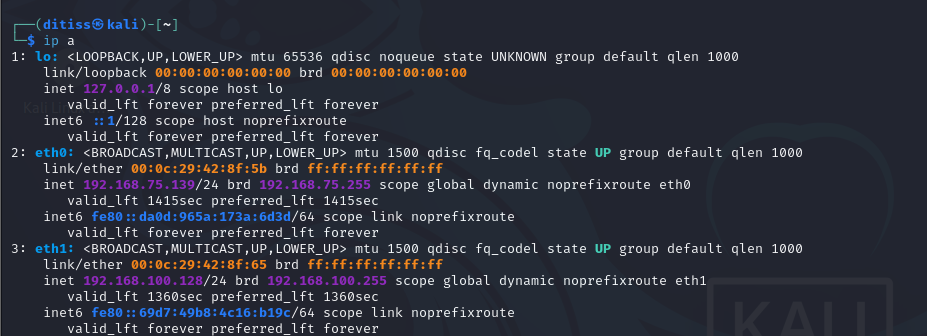 ┌──(ditiss㉿kali)-[~]
└─$ ip a
1: lo: <LOOPBACK,UP,LOWER_UP> mtu 65536 qdisc noqueue state UNKNOWN group default qlen 1000
    link/loopback 00:00:00:00:00:00 brd 00:00:00:00:00:00
    inet 127.0.0.1/8 scope host lo
       valid_lft forever preferred_lft forever
    inet6 ::1/128 scope host noprefixroute
       valid_lft forever preferred_lft forever
2: eth0: <BROADCAST,MULTICAST,UP,LOWER_UP> mtu 1500 qdisc fq_codel state UP group default qlen 1000
    link/ether 00:0c:29:42:8f:5b brd ff:ff:ff:ff:ff:ff
    inet 192.168.75.139/24 brd 192.168.75.255 scope global dynamic noprefixroute eth0
       valid_lft 1415sec preferred_lft 1415sec
    inet6 fe80::da0d:965a:173a:6d3d/64 scope link noprefixroute
       valid_lft forever preferred_lft forever
3: eth1: <BROADCAST,MULTICAST,UP,LOWER_UP> mtu 1500 qdisc fq_codel state UP group default qlen 1000
    link/ether 00:0c:29:42:8f:65 brd ff:ff:ff:ff:ff:ff
    inet 192.168.100.128/24 brd 192.168.100.255 scope global dynamic noprefixroute eth1
       valid_lft 1360sec preferred_lft 1360sec
    inet6 fe80::69d7:49b8:4c16:b19c/64 scope link noprefixroute
       valid_lft forever preferred_lft forever
KALI